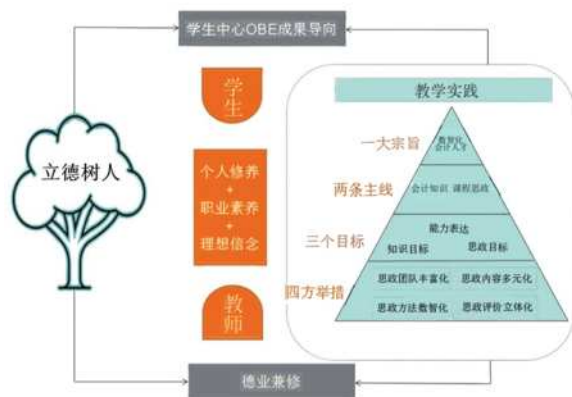 学生中心OBE成果导向
学生
教学实践
一大宗旨
数智化
会计人才
立德树人
个人修养
+
职业素养
+
理想信念
两条主线
会计知识 课程思政
三个目标
能力表达
知识目标 思政目标
四方举措
思政团队丰富化 思政内容多元化
思政方法数智化 思政评价立体化
教师
德业兼修